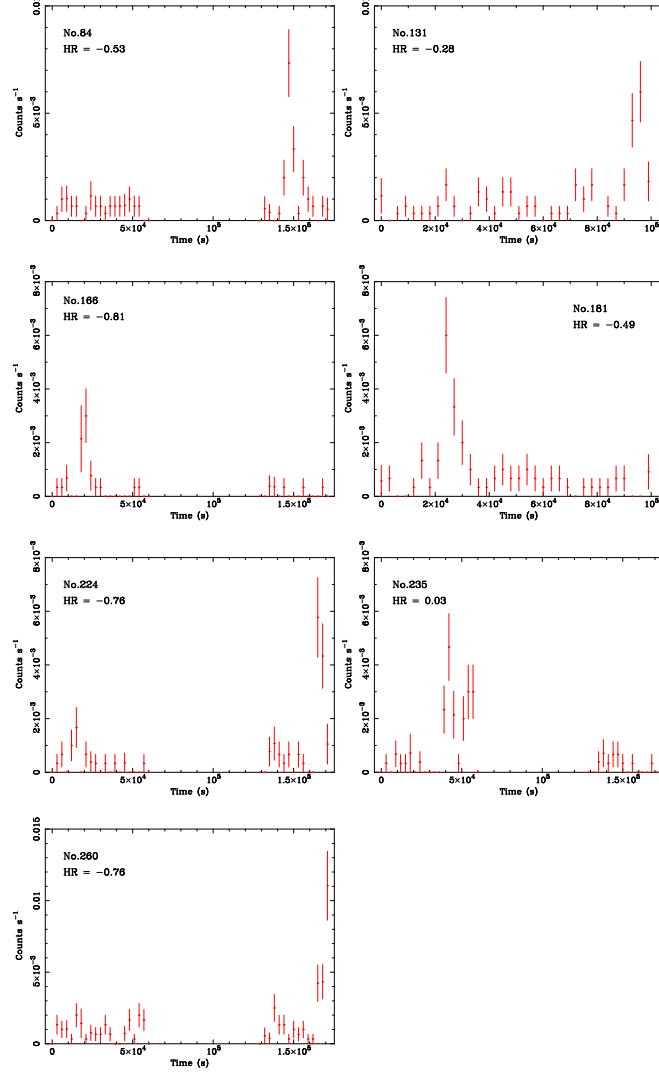 No.84
HR = −0.53
Counts s⁻¹
0 5×10⁻³
0 5×10⁴ 10⁵ 1.5×10⁵
Time (s)
No.131
HR = −0.28
Counts s⁻¹
0 5×10⁻³
0 2×10⁴ 4×10⁴ 6×10⁴ 8×10⁴ 10⁵
Time (s)
No.166
HR = −0.81
Counts s⁻¹
0 2×10⁻³ 4×10⁻³ 6×10⁻³ 8×10⁻³
0 5×10⁴ 10⁵ 1.5×10⁵
Time (s)
No.181
HR = −0.49
Counts s⁻¹
0 2×10⁻³ 4×10⁻³ 6×10⁻³ 8×10⁻³
0 2×10⁴ 4×10⁴ 6×10⁴ 8×10⁴ 10⁵
Time (s)
No.224
HR = −0.76
Counts s⁻¹
0 2×10⁻³ 4×10⁻³ 6×10⁻³ 8×10⁻³
0 5×10⁴ 10⁵ 1.5×10⁵
Time (s)
No.235
HR = 0.03
Counts s⁻¹
0 2×10⁻³ 4×10⁻³ 6×10⁻³ 8×10⁻³
0 5×10⁴ 10⁵ 1.5×10⁵
Time (s)
No.260
HR = −0.76
Counts s⁻¹
0 5×10⁻³ 0.01 0.015
0 5×10⁴ 10⁵ 1.5×10⁵
Time (s)